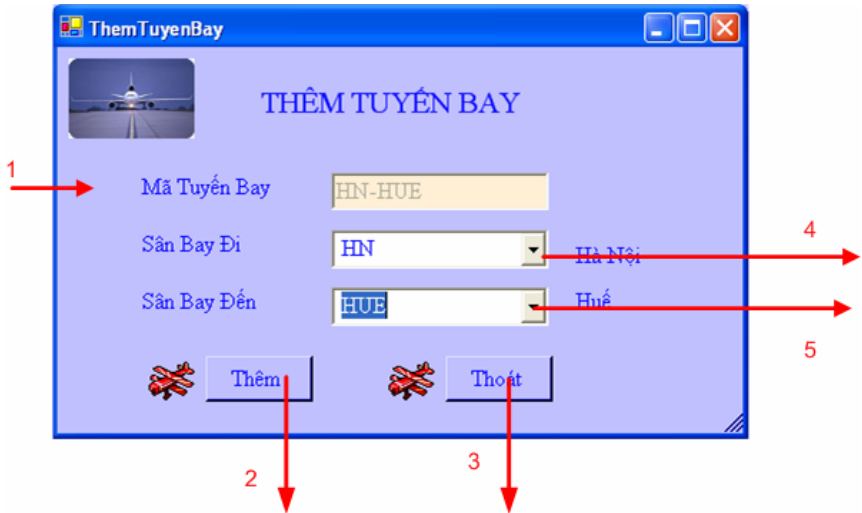 ThemTuyenBay
THÊM TUYẾN BAY
1
Mã Tuyến Bay HN-HUE
4
Sân Bay Đi HN Hà Nội
Sân Bay Đến HUE Huế
5
Thêm Thoát
2 3